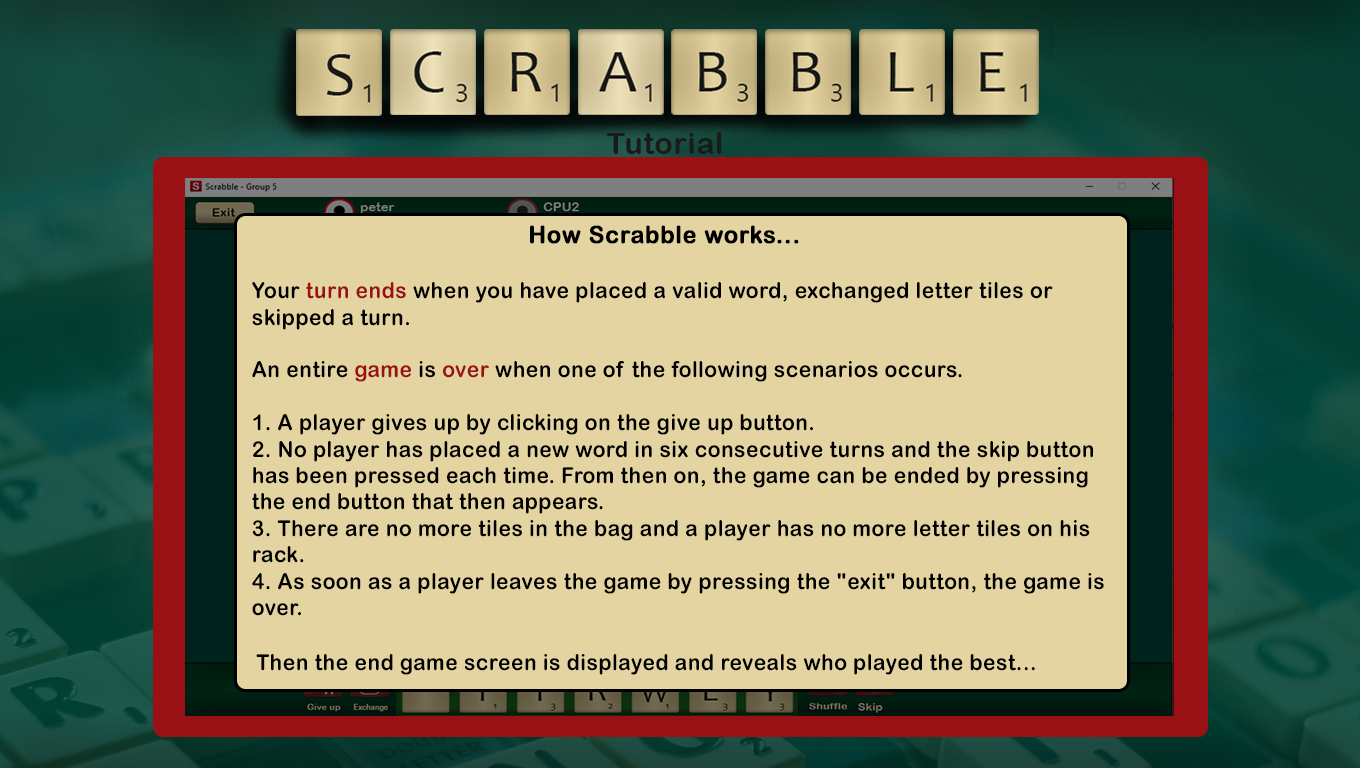 S1 C3 R1 A1 B3 B3 L1 E1
Tutorial
S Scrabble - Group 5
Exit peter CPU2
How Scrabble works...
Your turn ends when you have placed a valid word, exchanged letter tiles or
skipped a turn.
An entire game is over when one of the following scenarios occurs.
1. A player gives up by clicking on the give up button.
2. No player has placed a new word in six consecutive turns and the skip button
has been pressed each time. From then on, the game can be ended by pressing
the end button that then appears.
3. There are no more tiles in the bag and a player has no more letter tiles on his
rack.
4. As soon as a player leaves the game by pressing the "exit" button, the game is
over.
Then the end game screen is displayed and reveals who played the best...
Give up Exchange 1 3 R2 W1 E3 3 Shuffle Skip